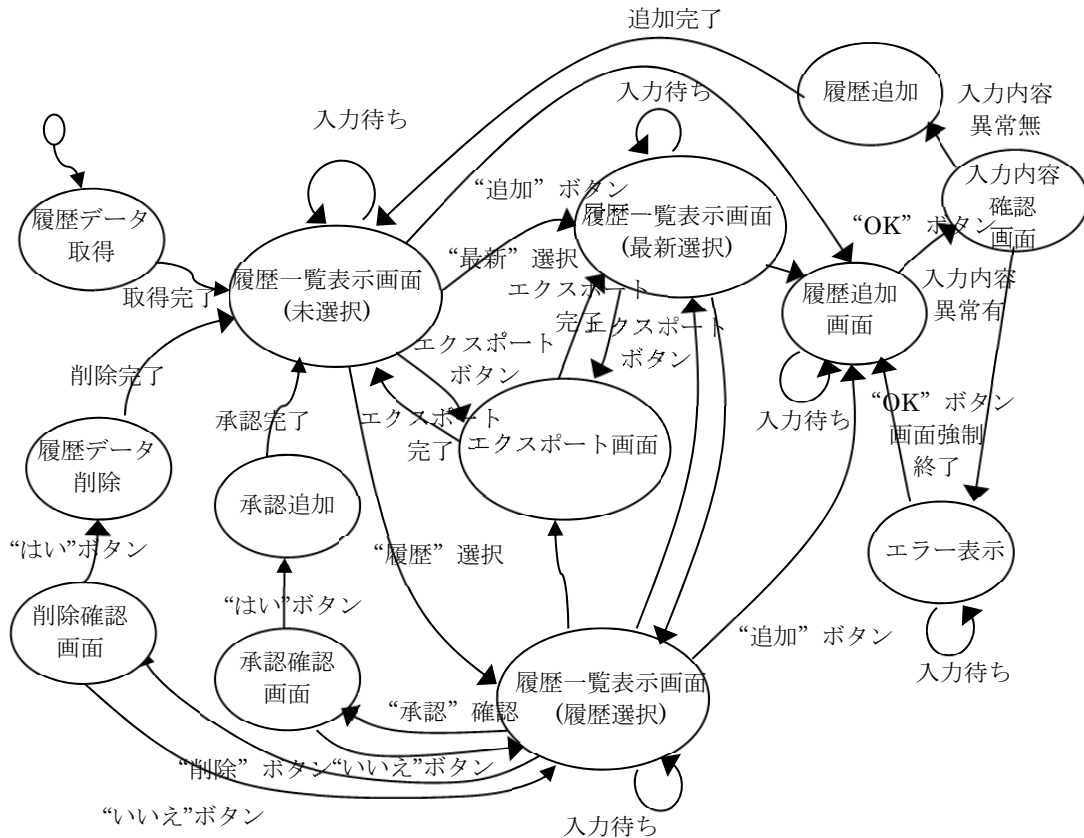 追加完了
履歴追加
入力内容
異常無
入力待ち
入力待ち
“追加”ボタン
履歴データ
取得
履歴一覧表示画面
(最新選択)
入力内容
確認
画面
“OK”ボタン
取得完了
履歴一覧表示画面
(未選択)
“最新”選択
エクスポート
完了
エクスポート
ボタン
履歴追加
画面
入力内容
異常有
エクスポート
ボタン
削除完了
承認完了
エクスポート
完了
エクスポート画面
入力待ち
“OK”ボタン
画面強制
終了
履歴データ
削除
承認追加
“はい”ボタン
“履歴”選択
エラー表示
削除確認
画面
“はい”ボタン
承認確認
画面
“承認”確認
履歴一覧表示画面
(履歴選択)
“追加”ボタン
入力待ち
“削除”ボタン
“いいえ”ボタン
“いいえ”ボタン
入力待ち